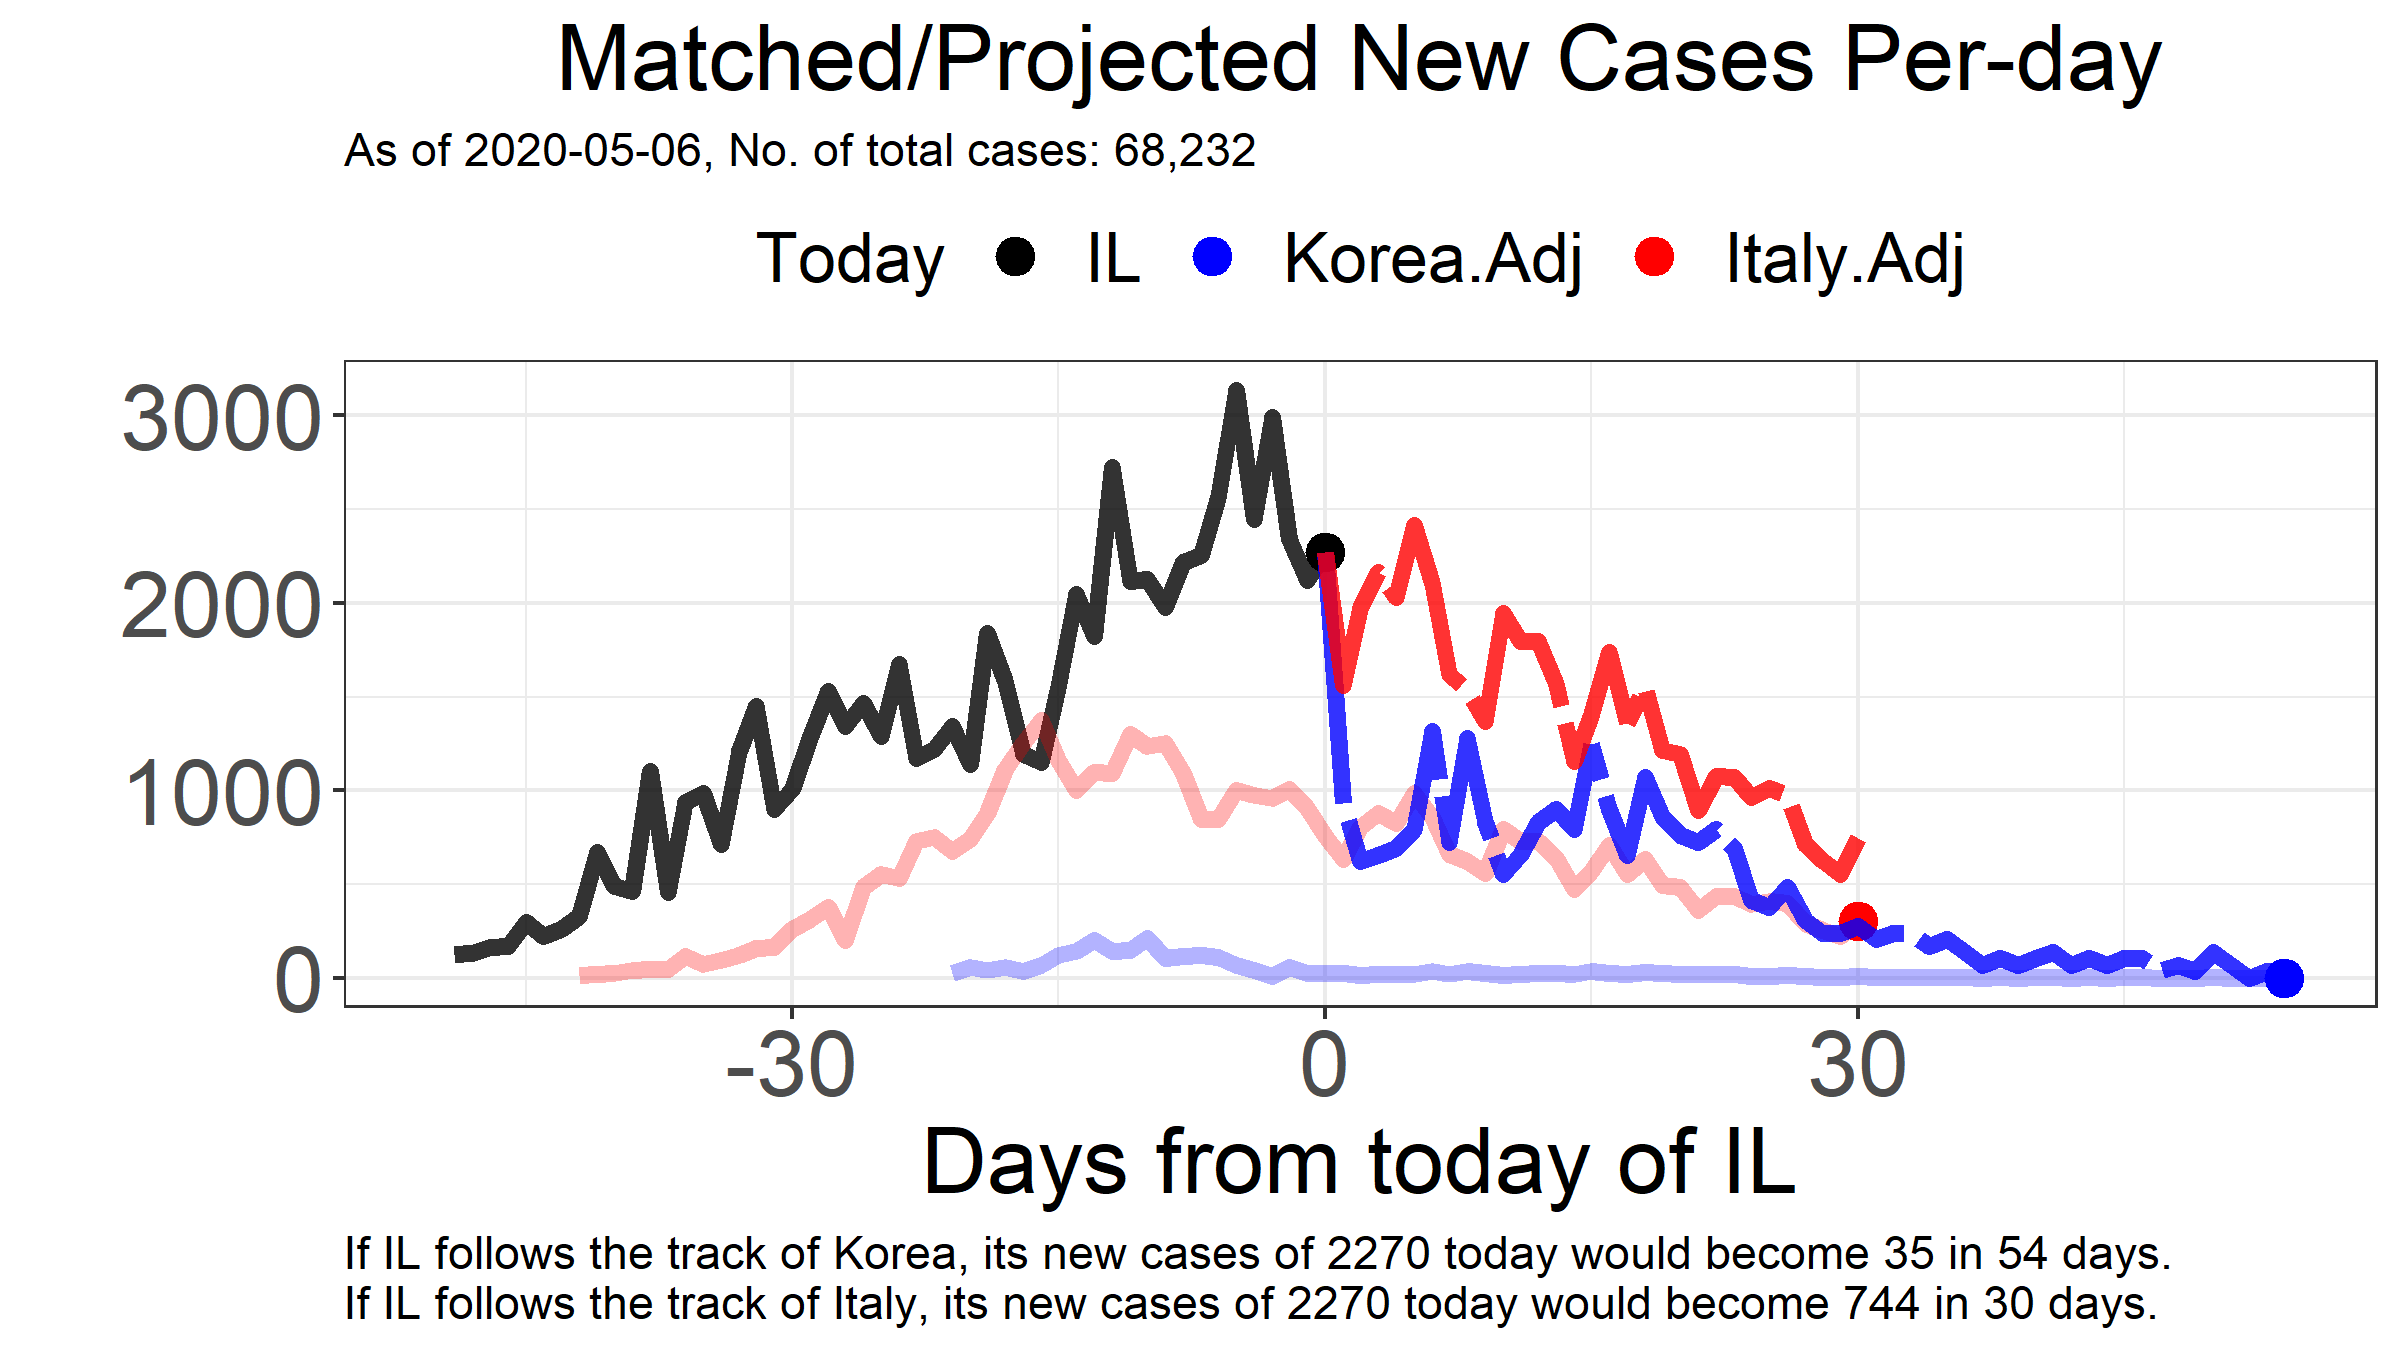 Matched/Projected New Cases Per-day
As of 2020-05-06, No. of total cases: 68,232
Today IL Korea.Adj Italy.Adj
3000
2000
1000
0
-30 0 30
Days from today of IL
If IL follows the track of Korea, its new cases of 2270 today would become 35 in 54 days.
If IL follows the track of Italy, its new cases of 2270 today would become 744 in 30 days.